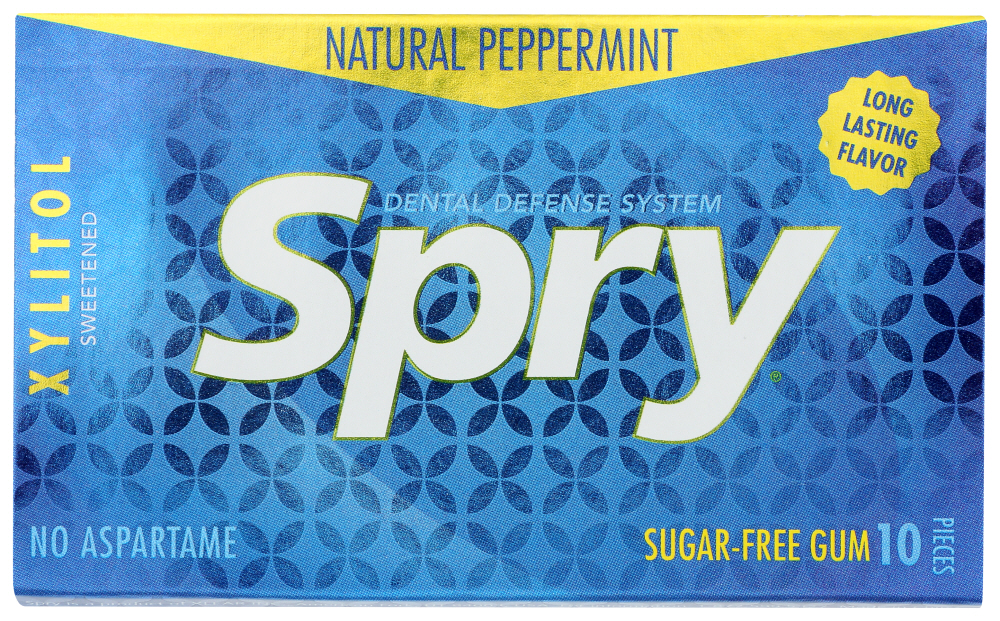 NATURAL PEPPERMINT
LONG
LASTING
FLAVOR
XYLITOL
SWEETENED
DENTAL DEFENSE SYSTEM
Spry®
NO ASPARTAME
SUGAR-FREE GUM 10 PIECES